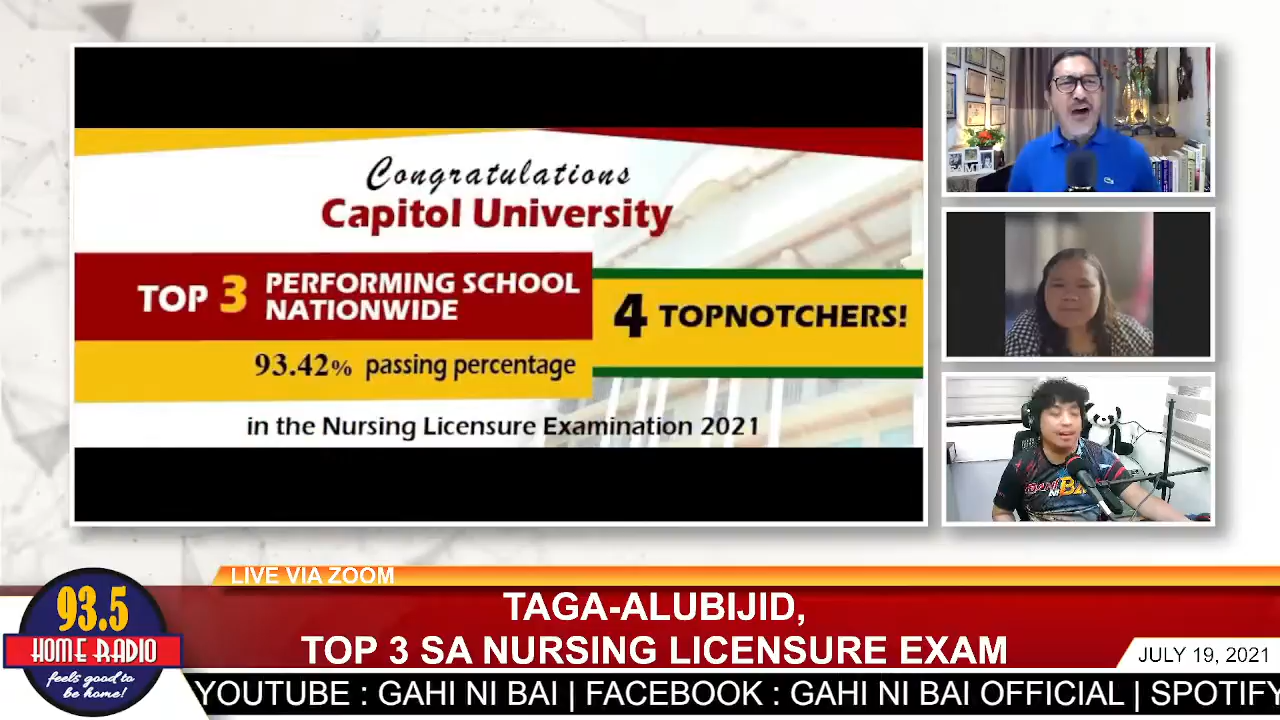 Congratulations
Capitol University
TOP 3 PERFORMING SCHOOL
NATIONWIDE
4 TOPNOTCHERS!
93.42% passing percentage
in the Nursing Licensure Examination 2021
LIVE VIA ZOOM
TAGA-ALUBIJID,
TOP 3 SA NURSING LICENSURE EXAM
93.5
HOME RADIO
feels good to
be home!
JULY 19, 2021
YOUTUBE : GAHI NI BAI | FACEBOOK : GAHI NI BAI OFFICIAL | SPOTIFY